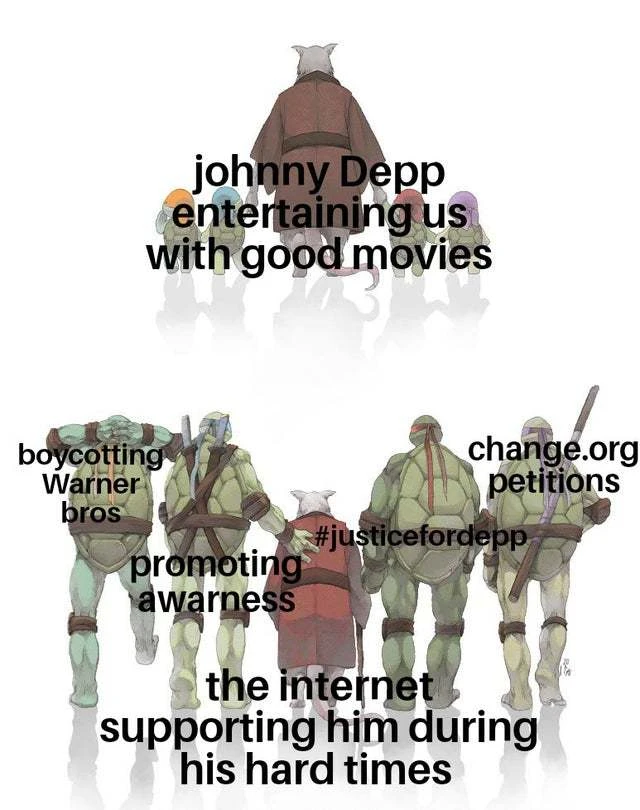 johnny Depp
entertaining us
with good movies
boycotting
Warner
bros
change.org
petitions
#justicefordepp
promoting
awarness
the internet
supporting him during
his hard times